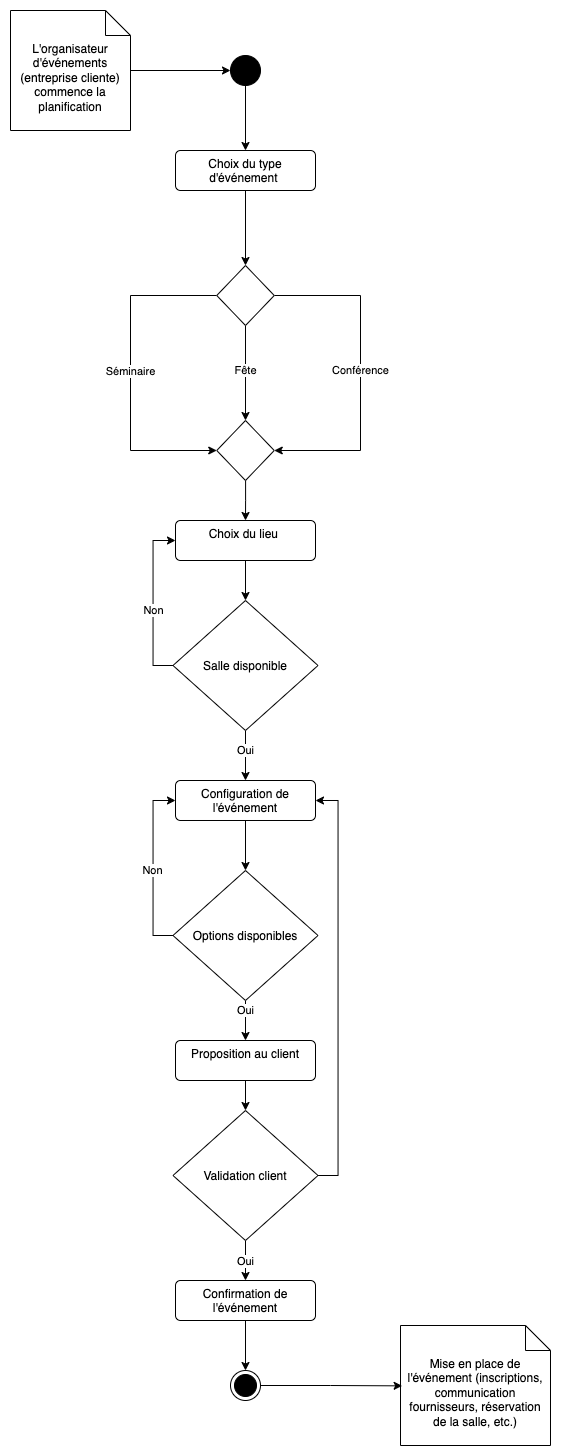 L'organisateur
d'événements
(entreprise cliente)
commence la
planification
Choix du type
d'événement
Séminaire
Fête
Conférence
Choix du lieu
Non
Salle disponible
Oui
Configuration de
l'événement
Non
Options disponibles
Oui
Proposition au client
Validation client
Oui
Confirmation de
l'événement
Mise en place de
l'événement (inscriptions,
communication
fournisseurs, réservation
de la salle, etc.)